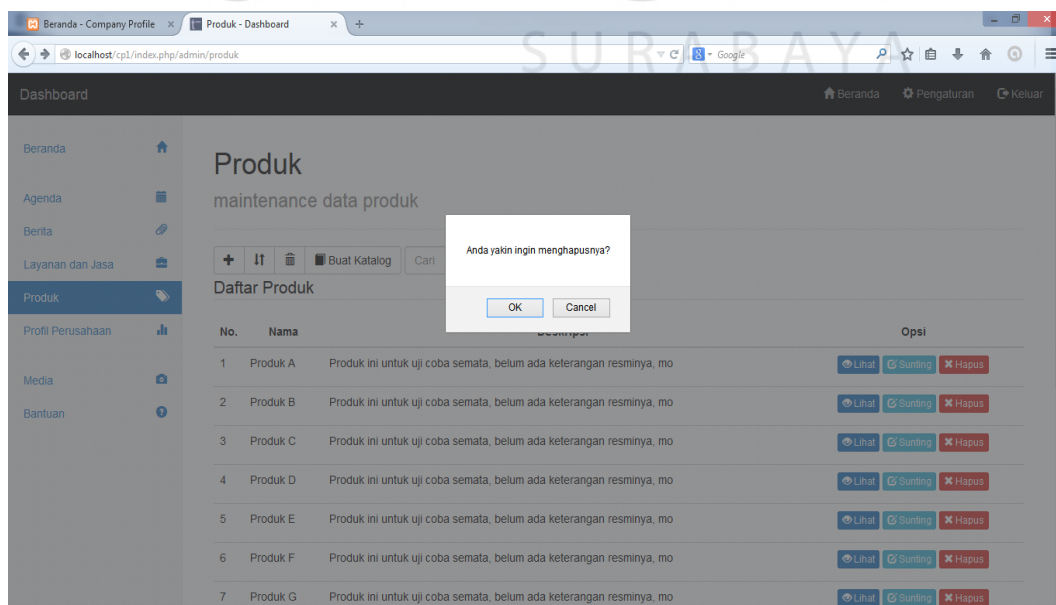 SURABAYA
Beranda - Company Profile × Produk - Dashboard × +
localhost/cp1/index.php/admin/produk Google
Dashboard Beranda Pengaturan Keluar
Beranda
Agenda
Berita
Layanan dan Jasa
Produk
Profil Perusahaan
Media
Bantuan
Produk
maintenance data produk
Buat Katalog Cari
Anda yakin ingin menghapusnya?
OK Cancel
Daftar Produk
No. Nama Deskripsi Opsi
1 Produk A Produk ini untuk uji coba semata, belum ada keterangan resminya, mo Lihat Sunting Hapus
2 Produk B Produk ini untuk uji coba semata, belum ada keterangan resminya, mo Lihat Sunting Hapus
3 Produk C Produk ini untuk uji coba semata, belum ada keterangan resminya, mo Lihat Sunting Hapus
4 Produk D Produk ini untuk uji coba semata, belum ada keterangan resminya, mo Lihat Sunting Hapus
5 Produk E Produk ini untuk uji coba semata, belum ada keterangan resminya, mo Lihat Sunting Hapus
6 Produk F Produk ini untuk uji coba semata, belum ada keterangan resminya, mo Lihat Sunting Hapus
7 Produk G Produk ini untuk uji coba semata, belum ada keterangan resminya, mo Lihat Sunting Hapus